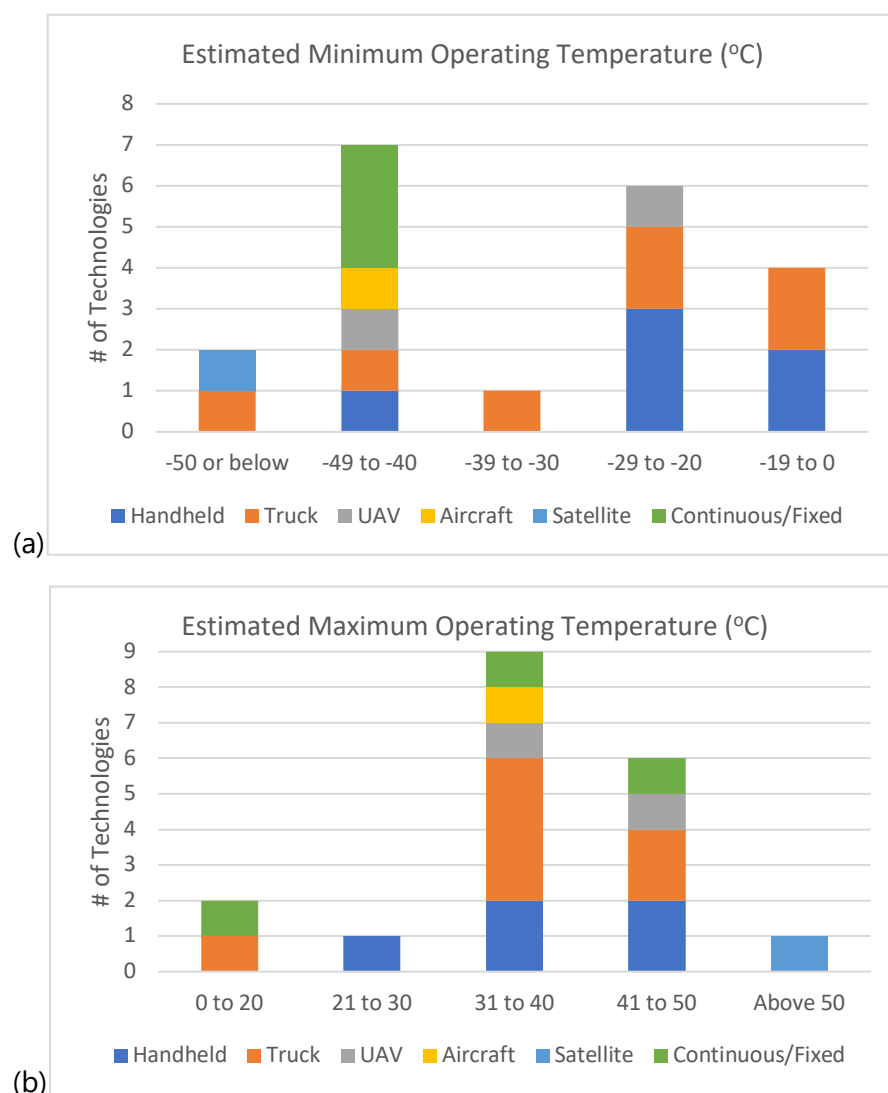 Estimated Minimum Operating Temperature (°C)
8
7
6
5
4
3
2
1
0
# of Technologies
-50 or below -49 to -40 -39 to -30 -29 to -20 -19 to 0
Handheld Truck UAV Aircraft Satellite Continuous/Fixed
(a)
Estimated Maximum Operating Temperature (°C)
9
8
7
6
5
4
3
2
1
0
# of Technologies
0 to 20 21 to 30 31 to 40 41 to 50 Above 50
Handheld Truck UAV Aircraft Satellite Continuous/Fixed
(b)